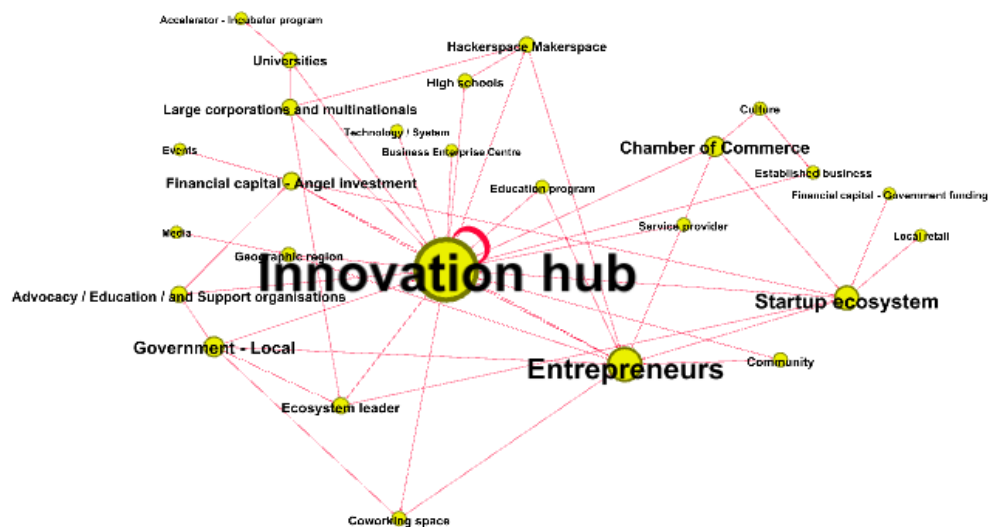 Accelerator - Incubator program
Hackerspace Makerspace
Universities
High schools
Large corporations and multinationals
Culture
Technology / System
Chamber of Commerce
Events
Business Enterprise Centre
Established business
Financial capital - Angel investment
Education program
Financial capital - Government funding
Media
Service provider
Local retail
Geographic region
Innovation hub
Advocacy / Education / and Support organisations
Startup ecosystem
Government - Local
Entrepreneurs
Community
Ecosystem leader
Coworking space